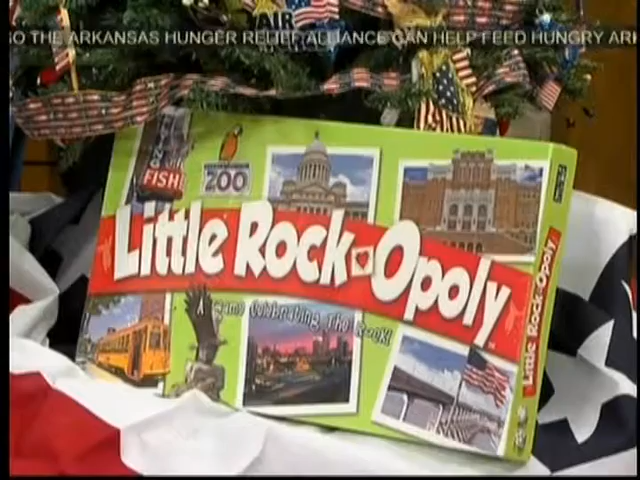 O THE ARKANSAS HUNGER RELIEF ALLIANCE CAN HELP FEED HUNGRY ARK
AIR
FISH
ZOO
Little Rock-Opoly
A game Celebrating The Rock!
Little Rock-Opoly